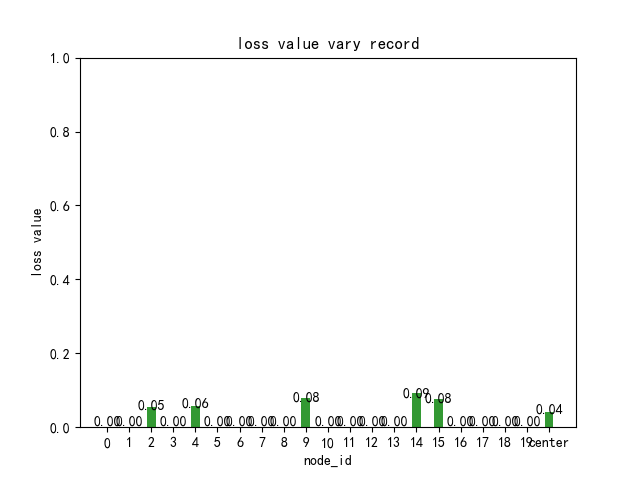 loss value vary record
1.0
0.8
0.6
0.4
0.2
0.0
loss value
0.00 0.00 0.05 0.00 0.06 0.00 0.00 0.00 0.00 0.08 0.00 0.00 0.00 0.00 0.09 0.08 0.00 0.00 0.00 0.00 0.04
0 1 2 3 4 5 6 7 8 9 10 11 12 13 14 15 16 17 18 19 center
node_id